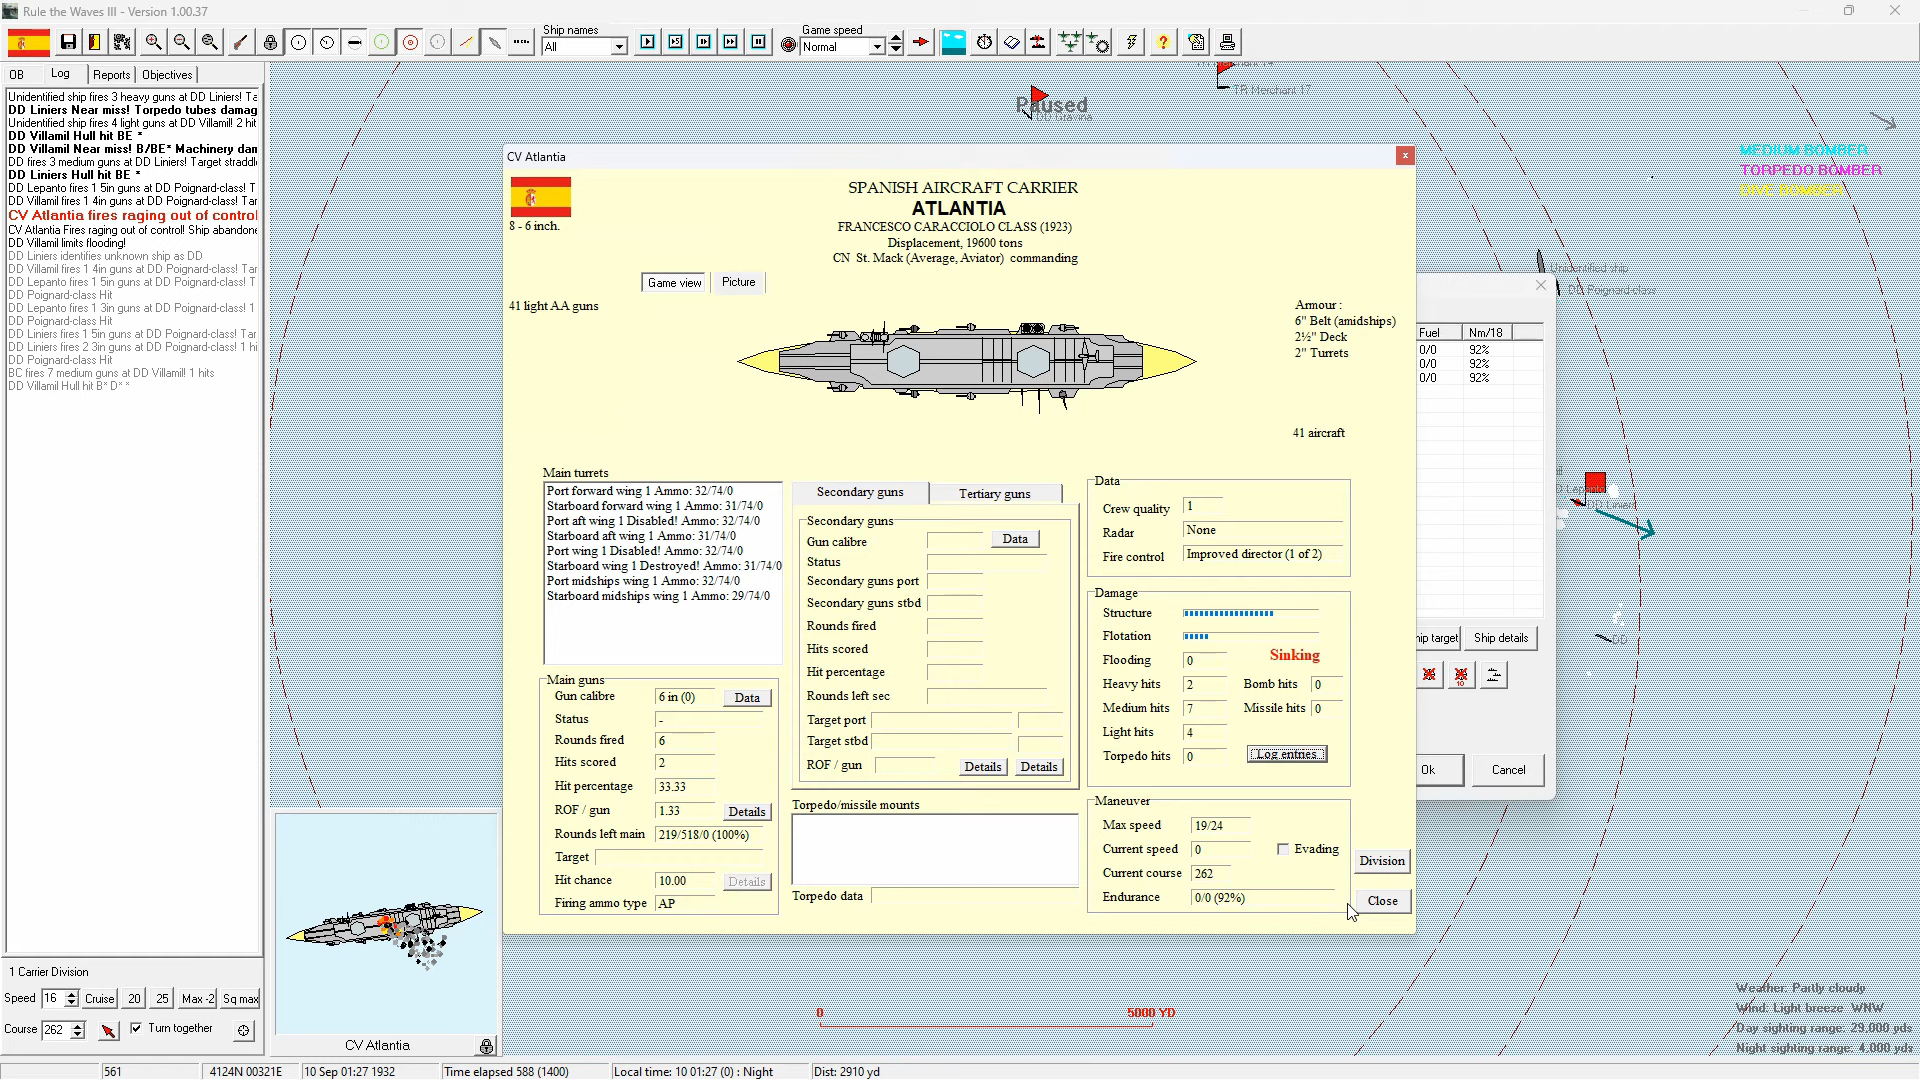 Rule the Waves III - Version 1.00.37
Ship names
All
Game speed
Normal
OB
Log
Reports
Objectives
Unidentified ship fires 3 heavy guns at DD Liniers! Ta
DD Liniers Near miss! Torpedo tubes damag
Unidentified ship fires 4 light guns at DD Villamil! 2 hit
DD Villamil Hull hit BE *
DD Villamil Near miss! B/BE* Machinery dam
DD fires 3 medium guns at DD Liniers! Target straddl
DD Liniers Hull hit BE *
DD Lepanto fires 1 5in guns at DD Poignard-class! T
DD Villamil fires 1 4in guns at DD Poignard-class! Tar
CV Atlantia fires raging out of control
CV Atlantia Fires raging out of control! Ship abandone
DD Villamil limits flooding!
DD Liniers identifies unknown ship as DD
DD Villamil fires 1 4in guns at DD Poignard-class! Tar
DD Lepanto fires 1 5in guns at DD Poignard-class! T
DD Poignard-class Hit
DD Lepanto fires 1 3in guns at DD Poignard-class! 1
DD Poignard-class Hit
DD Liniers fires 1 5in guns at DD Poignard-class! Tar
DD Liniers fires 2 3in guns at DD Poignard-class! 1 hi
DD Poignard-class Hit
BC fires 7 medium guns at DD Villamil! 1 hits
DD Villamil Hull hit B* D* *
Paused
DD Gravina
TR Merchant 17
MEDIUM BOMBER
TORPEDO BOMBER
DIVE BOMBER
Unidentified ship
DD Poignard-class
DD Liniers
DD
CV Atlantia
SPANISH AIRCRAFT CARRIER
ATLANTIA
FRANCESCO CARACCIOLO CLASS (1923)
Displacement, 19600 tons
CN St. Mack (Average, Aviator) commanding
8 - 6 inch.
Game view
Picture
41 light AA guns
Armour :
6" Belt (amidships)
2½" Deck
2" Turrets
41 aircraft
Main turrets
Port forward wing 1 Ammo: 32/74/0
Starboard forward wing 1 Ammo: 31/74/0
Port aft wing 1 Disabled! Ammo: 32/74/0
Starboard aft wing 1 Ammo: 31/74/0
Port wing 1 Disabled! Ammo: 32/74/0
Starboard wing 1 Destroyed! Ammo: 31/74/0
Port midships wing 1 Ammo: 32/74/0
Starboard midships wing 1 Ammo: 29/74/0
Main guns
Gun calibre 6 in (0) Data
Status -
Rounds fired 6
Hits scored 2
Hit percentage 33.33
ROF / gun 1.33 Details
Rounds left main 219/518/0 (100%)
Target
Hit chance 10.00 Details
Firing ammo type AP
Secondary guns
Tertiary guns
Secondary guns
Gun calibre Data
Status
Secondary guns port
Secondary guns stbd
Rounds fired
Hits scored
Hit percentage
Rounds left sec
Target port
Target stbd
ROF / gun Details Details
Torpedo/missile mounts
Torpedo data
Data
Crew quality 1
Radar None
Fire control Improved director (1 of 2)
Damage
Structure
Flotation
Flooding 0 Sinking
Heavy hits 2 Bomb hits 0
Medium hits 7 Missile hits 0
Light hits 4
Torpedo hits 0 Log entries
Maneuver
Max speed 19/24
Current speed 0 Evading
Current course 262
Endurance 0/0 (92%)
Division
Close
Fuel Nm/18
0/0 92%
0/0 92%
0/0 92%
hip target Ship details
10
Ok
Cancel
1 Carrier Division
Speed 16 Cruise 20 25 Max -2 Sq max
Course 262 Turn together
CV Atlantia
0 5000 YD
Weather: Partly cloudy
Wind: Light breeze WNW
Day sighting range: 29,000 yds
Night sighting range: 4,000 yds
561 4124N 00321E 10 Sep 01:27 1932 Time elapsed 588 (1400) Local time: 10 01:27 (0) : Night Dist: 2910 yd